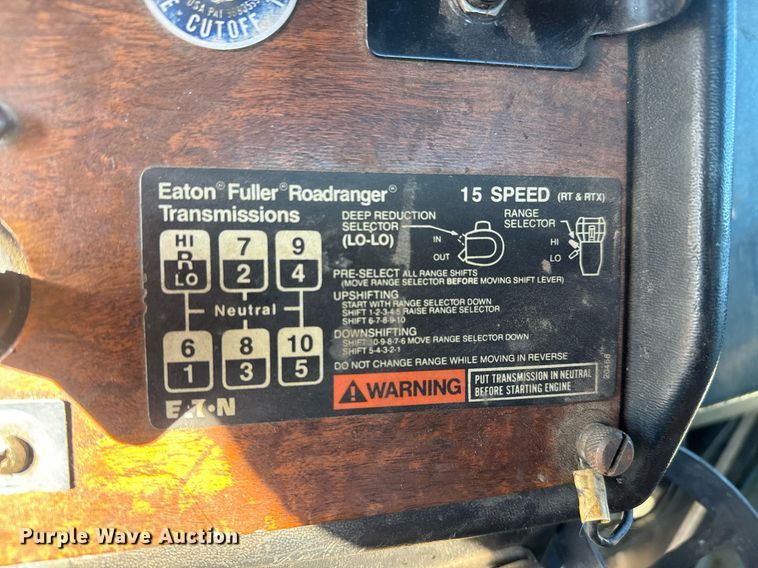 CUTOFF
Eaton® Fuller® Roadranger®
Transmissions
15 SPEED (RT & RTX)
DEEP REDUCTION
SELECTOR
(LO-LO)
IN
OUT
RANGE
SELECTOR
HI
LO
HI
R
LO
7
2
9
4
Neutral
6
1
8
3
10
5
PRE-SELECT ALL RANGE SHIFTS
(MOVE RANGE SELECTOR BEFORE MOVING SHIFT LEVER)
UPSHIFTING
START WITH RANGE SELECTOR DOWN
SHIFT 1-2-3-4-5 RAISE RANGE SELECTOR
SHIFT 6-7-8-9-10
DOWNSHIFTING
SHIFT 10-9-8-7-6 MOVE RANGE SELECTOR DOWN
SHIFT 5-4-3-2-1
DO NOT CHANGE RANGE WHILE MOVING IN REVERSE
WARNING
PUT TRANSMISSION IN NEUTRAL
BEFORE STARTING ENGINE
20468
EATON
Purple Wave Auction